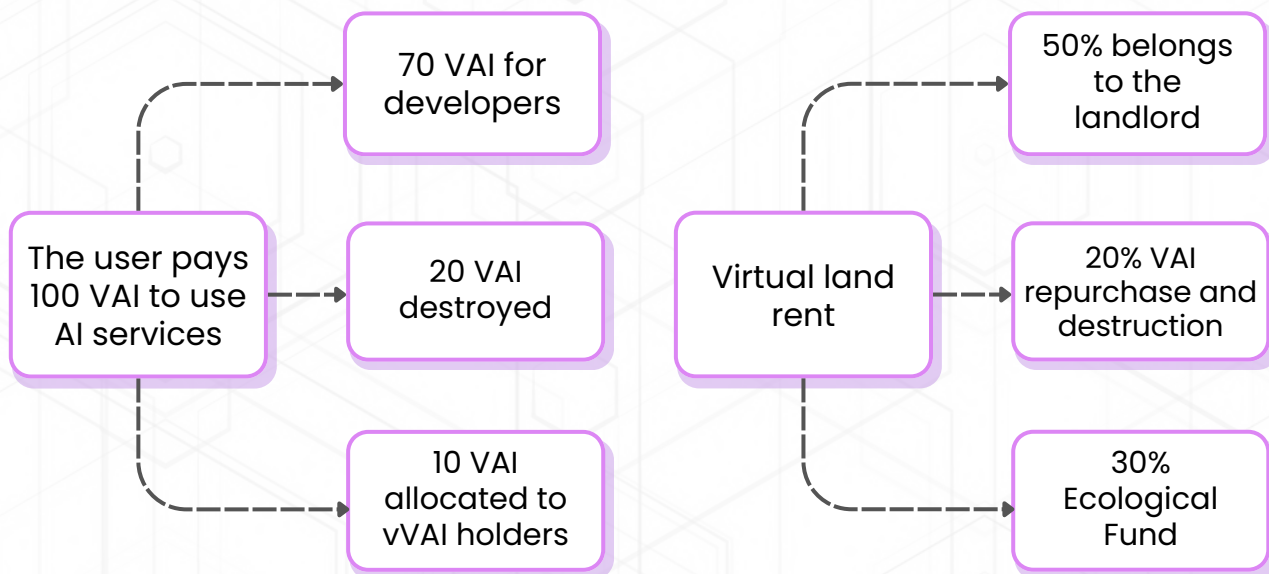 The user pays
100 VAI to use
AI services
70 VAI for
developers
20 VAI
destroyed
10 VAI
allocated to
vVAI holders
Virtual land
rent
50% belongs
to the
landlord
20% VAI
repurchase and
destruction
30%
Ecological
Fund